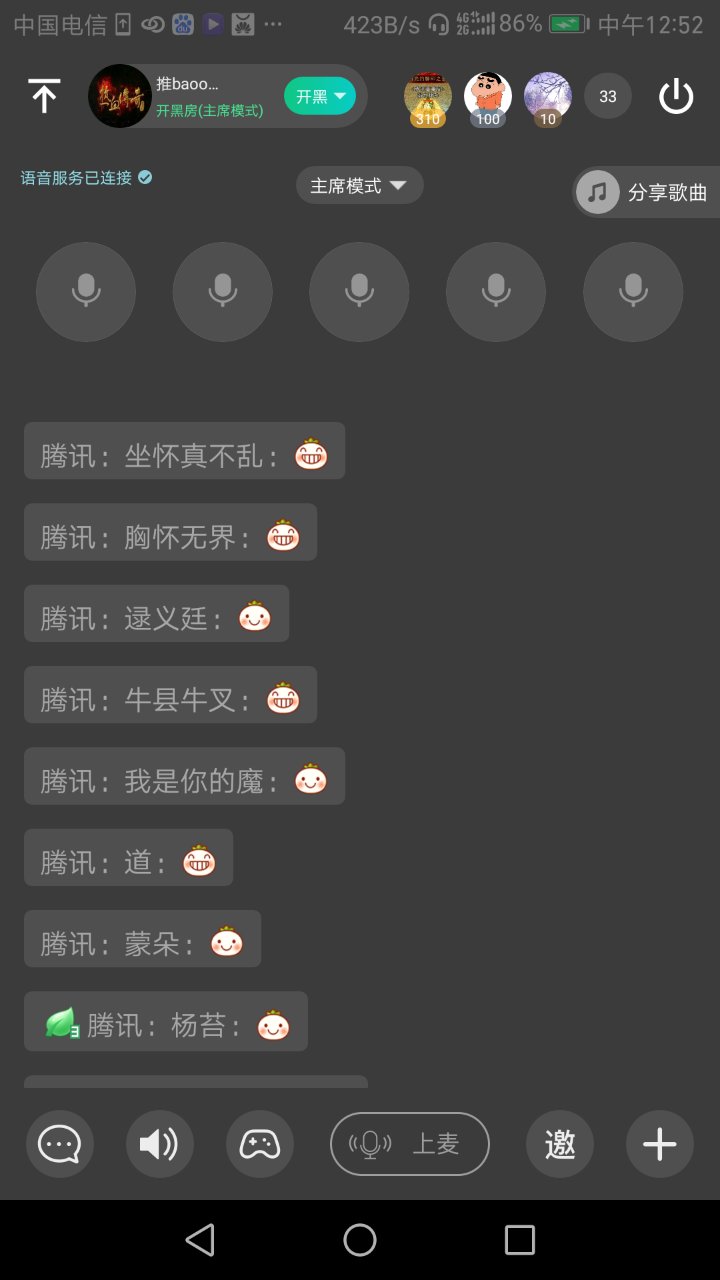 中国电信 ··· 423B/s 4G 2G 86% 中午12:52
热血传奇
推baoo...
开黑房(主席模式)
开黑
310
100
10
33
语音服务已连接
主席模式
分享歌曲
腾讯: 坐怀真不乱:
腾讯: 胸怀无界:
腾讯: 逯义廷:
腾讯: 牛县牛叉:
腾讯: 我是你的魔:
腾讯: 道:
腾讯: 蒙朵:
3 腾讯: 杨苔:
上麦
邀